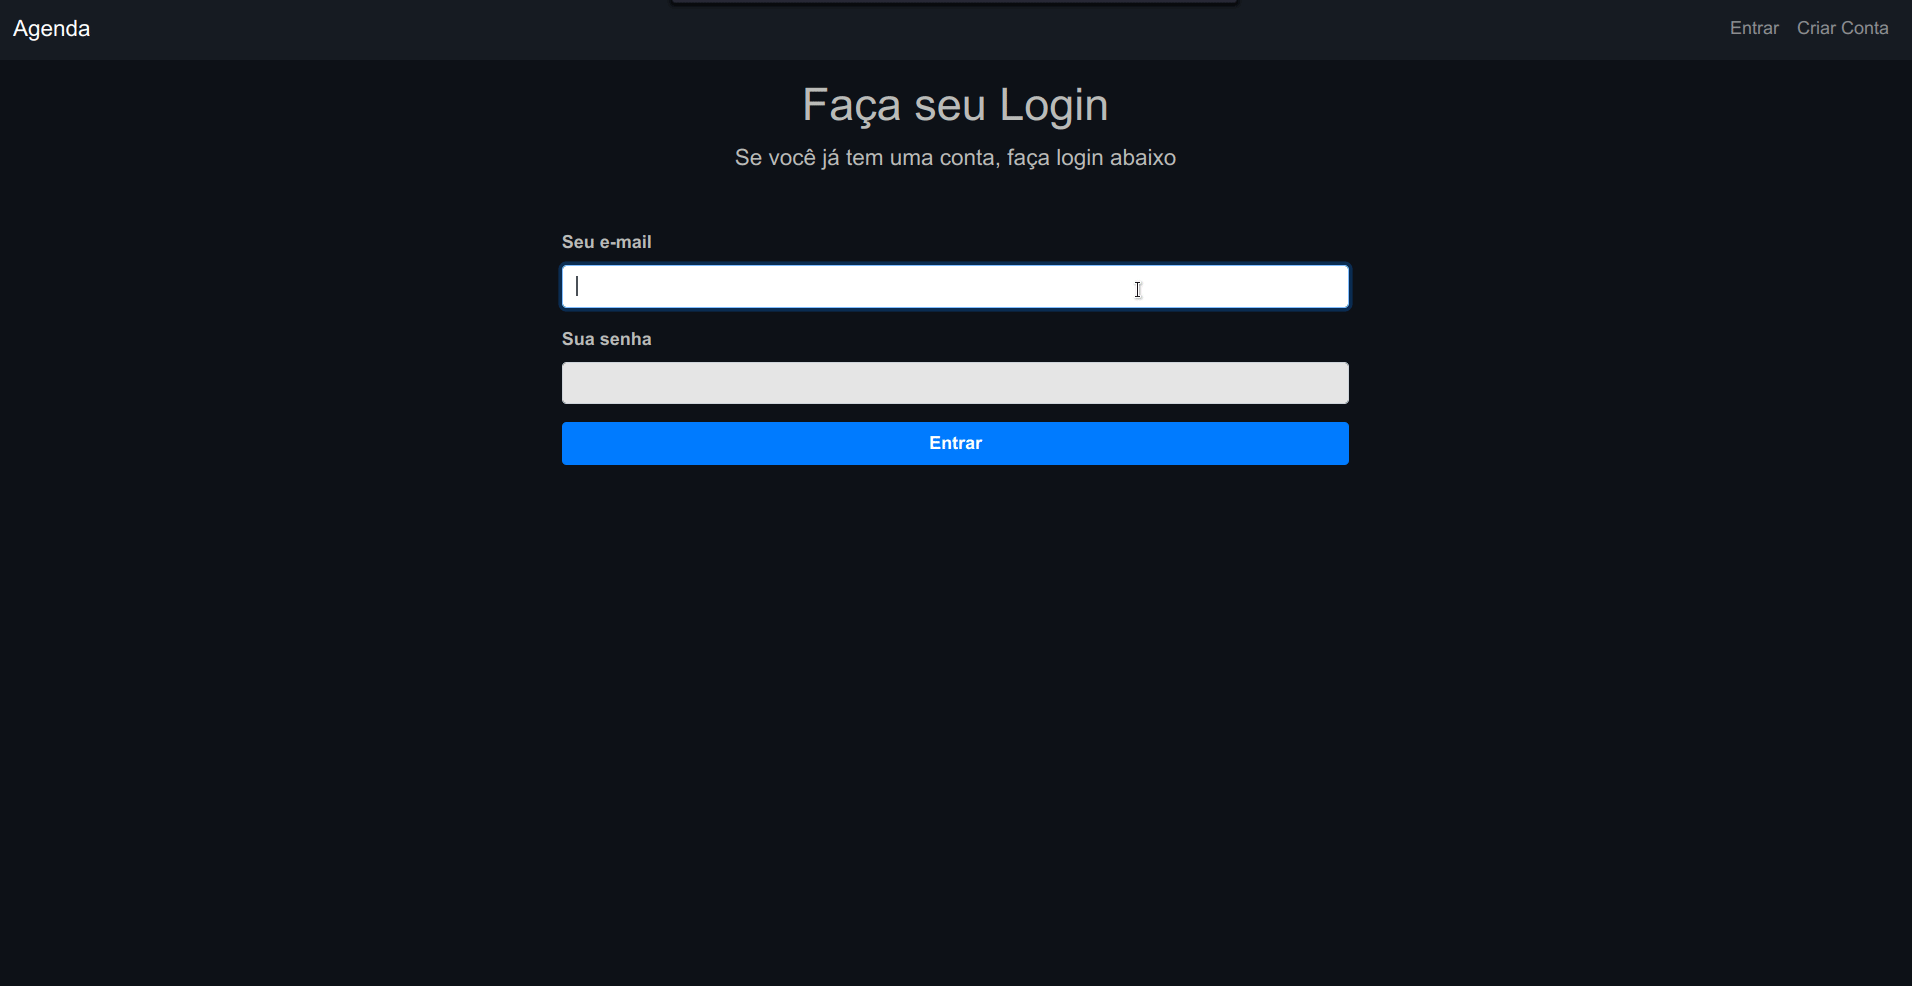 Agenda
Entrar Criar Conta
Faça seu Login
Se você já tem uma conta, faça login abaixo
Seu e-mail
Sua senha
Entrar